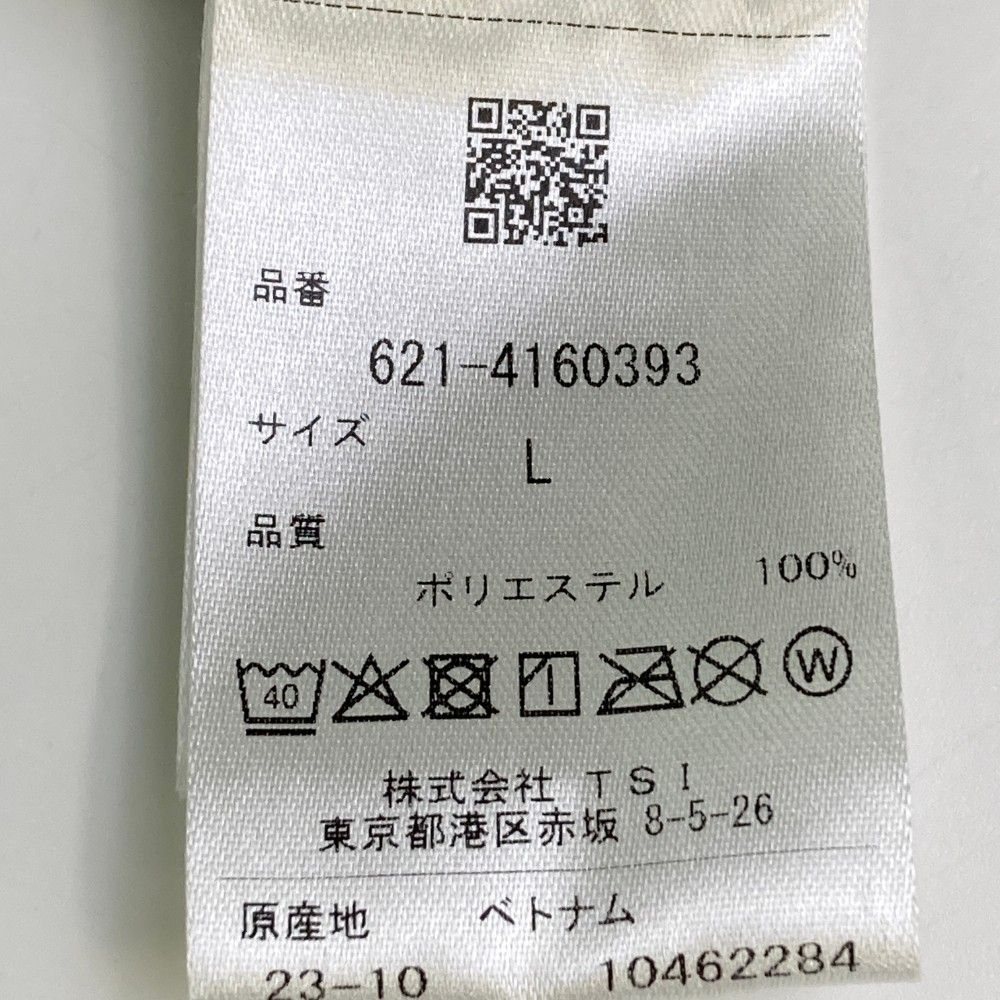 品番
621-4160393
サイズ
L
品質
ポリエステル 100%
40 W
株式会社 TSI
東京都港区赤坂 8-5-26
原産地 ベトナム
23-10 10462284